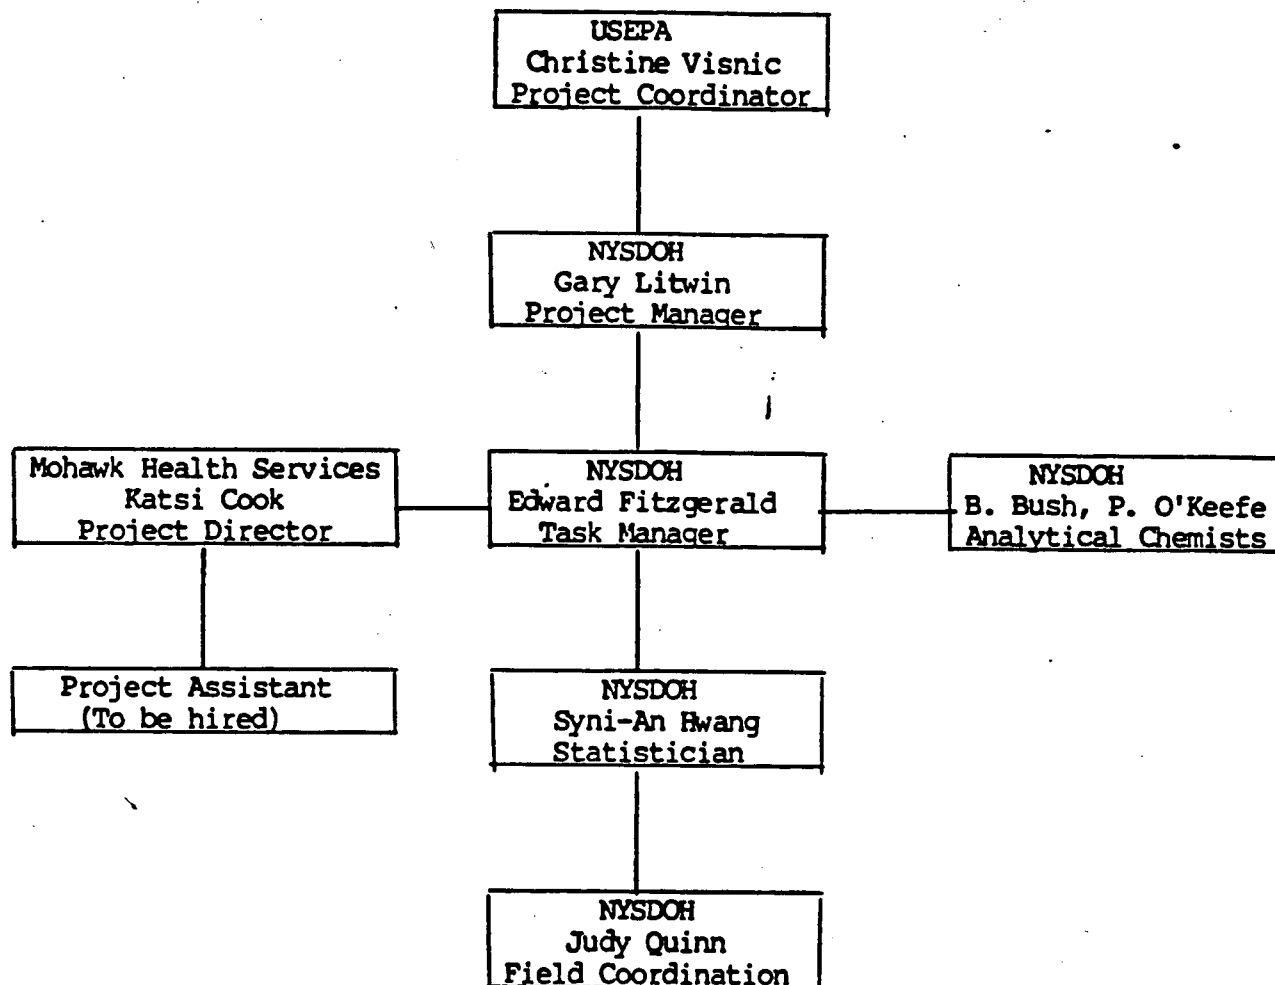 USEPA
Christine Visnic
Project Coordinator
NYSDOH
Gary Litwin
Project Manager
Mohawk Health Services
Katsi Cook
Project Director
NYSDOH
Edward Fitzgerald
Task Manager
NYSDOH
B. Bush, P. O'Keefe
Analytical Chemists
Project Assistant
(To be hired)
NYSDOH
Syni-An Hwang
Statistician
NYSDOH
Judy Quinn
Field Coordination